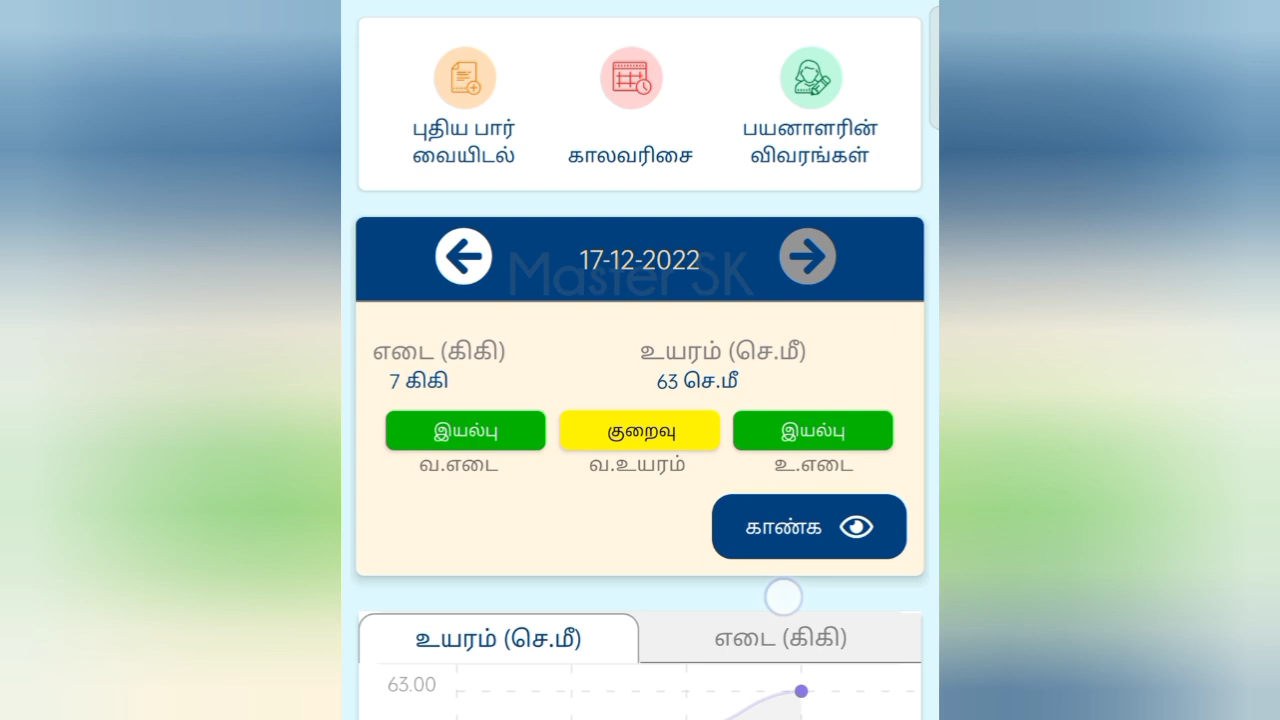 புதிய பார்
வையிடல்
காலவரிசை
பயனாளரின்
விவரங்கள்
17-12-2022
Master SK
எடை (கிகி)
உயரம் (செ.மீ)
7 கிகி
63 செ.மீ
இயல்பு
குறைவு
இயல்பு
வ.எடை
வ.உயரம்
உ.எடை
காண்க
உயரம் (செ.மீ)
எடை (கிகி)
63.00